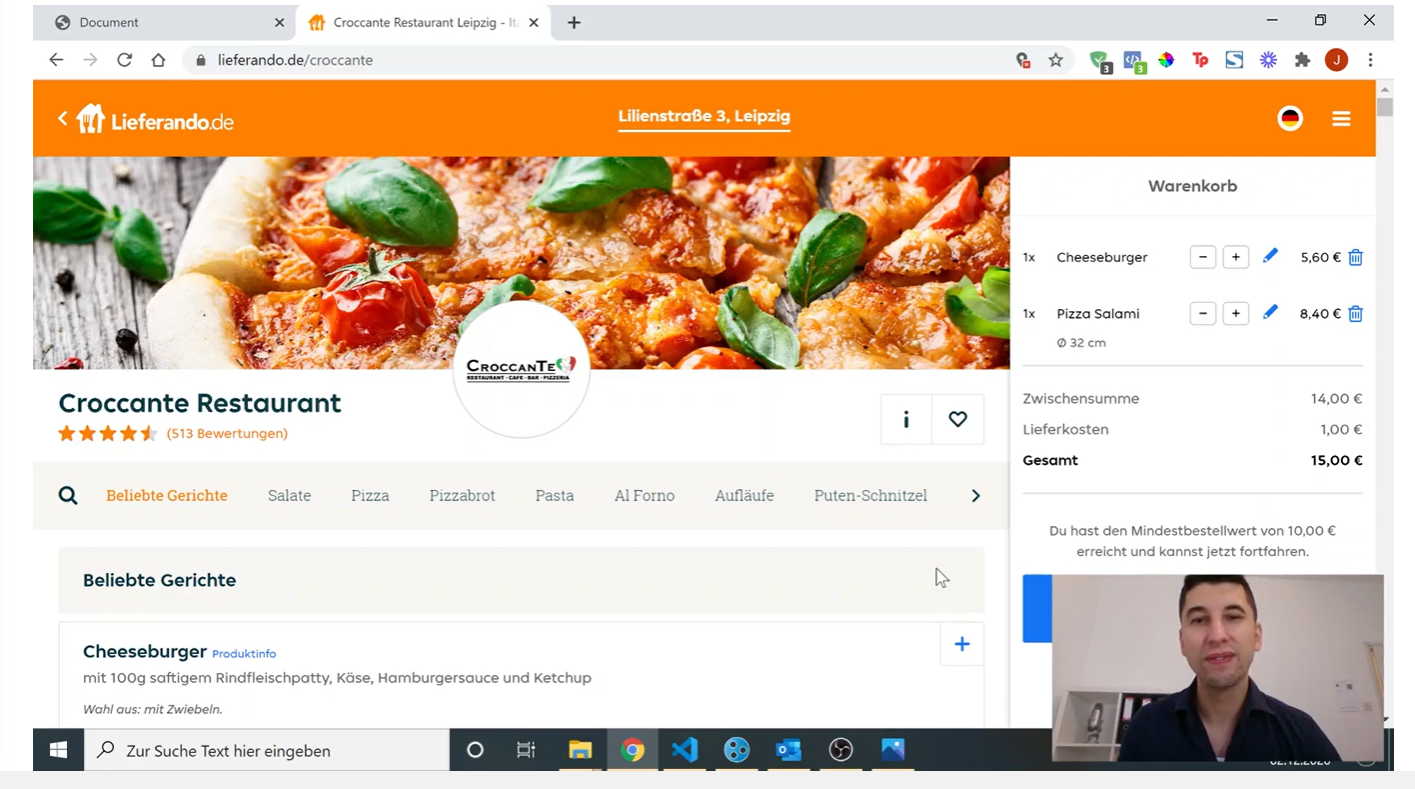 Document
Croccante Restaurant Leipzig - Ita
lieferando.de/croccante
3
3
Tp
S
J
Lieferando.de
Lilienstraße 3, Leipzig
Warenkorb
1x Cheeseburger 5,60 €
1x Pizza Salami 8,40 €
Ø 32 cm
CROCCANTE
RESTAURANT - CAFE - BAR - PIZZERIA
Croccante Restaurant
(513 Bewertungen)
Zwischensumme 14,00 €
Lieferkosten 1,00 €
Gesamt 15,00 €
Beliebte Gerichte Salate Pizza Pizzabrot Pasta Al Forno Aufläufe Puten-Schnitzel
Du hast den Mindestbestellwert von 10,00 €
erreicht und kannst jetzt fortfahren.
Beliebte Gerichte
Cheeseburger Produktinfo
mit 100g saftigem Rindfleischpatty, Käse, Hamburgersauce und Ketchup
Wahl aus: mit Zwiebeln.
Zur Suche Text hier eingeben
02.12.2020